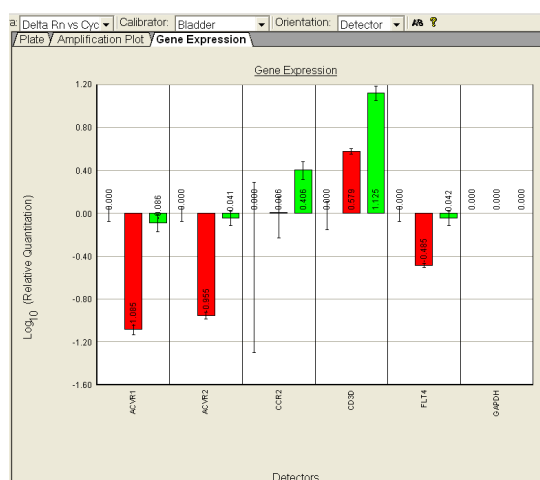 a: Delta Rn vs Cyc Calibrator: Bladder Orientation: Detector
Plate Amplification Plot Gene Expression
Gene Expression
1.20
0.80
0.40
0.00
-0.40
-0.80
-1.20
-1.60
Log10 (Relative Quantitation)
0.000 -1.085 -0.086 0.000 -0.955 -0.041 0.000 0.006 0.406 0.000 0.579 1.125 0.000 -0.485 -0.042 0.000 0.000 0.000
ACVR1 ACVR2 CCR2 CD3D FLT4 GAPDH
Detectors